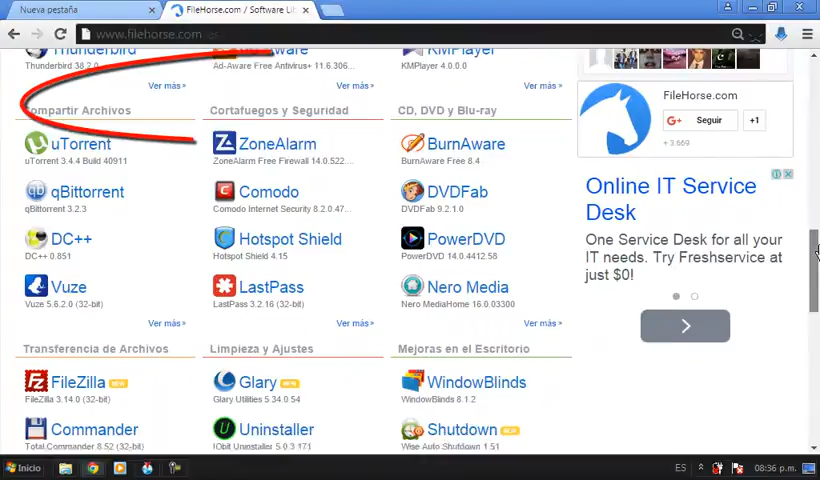 Nueva pestaña
FileHorse.com / Software Lib
www.filehorse.com/es
Thunderbird
Ad-Aware
KMPlayer
Thunderbird 38.2.0
Ad-Aware Free Antivirus+ 11.6.306...
KMPlayer 4.0.0.0
Ver más »
Ver más »
Ver más »
Compartir Archivos
Cortafuegos y Seguridad
CD, DVD y Blu-ray
uTorrent
uTorrent 3.4.4 Build 40911
ZoneAlarm
ZoneAlarm Free Firewall 14.0.522....
BurnAware
BurnAware Free 8.4
qBittorrent
qBittorrent 3.2.3
Comodo
Comodo Internet Security 8.2.0.47...
DVDFab
DVDFab 9.2.1.0
DC++
DC++ 0.851
Hotspot Shield
Hotspot Shield 4.15
PowerDVD
PowerDVD 14.0.4412.58
Vuze
Vuze 5.6.2.0 (32-bit)
LastPass
LastPass 3.2.16 (32-bit)
Nero Media
Nero MediaHome 16.0.03300
Ver más »
Ver más »
Ver más »
Transferencia de Archivos
Limpieza y Ajustes
Mejoras en el Escritorio
FileZilla NEW
FileZilla 3.14.0 (32-bit)
Glary NEW
Glary Utilities 5.34.0.54
WindowBlinds
WindowBlinds 8.1.2
Commander
Total Commander 8.52 (32-bit)
Uninstaller
IObit Uninstaller 5.0.3.171
Shutdown NEW
Wise Auto Shutdown 1.51
FileHorse.com
G+ Seguir
+1
+ 3.669
Online IT Service
Desk
One Service Desk for all your
IT needs. Try Freshservice at
just $0!
Inicio
ES
08:36 p.m.